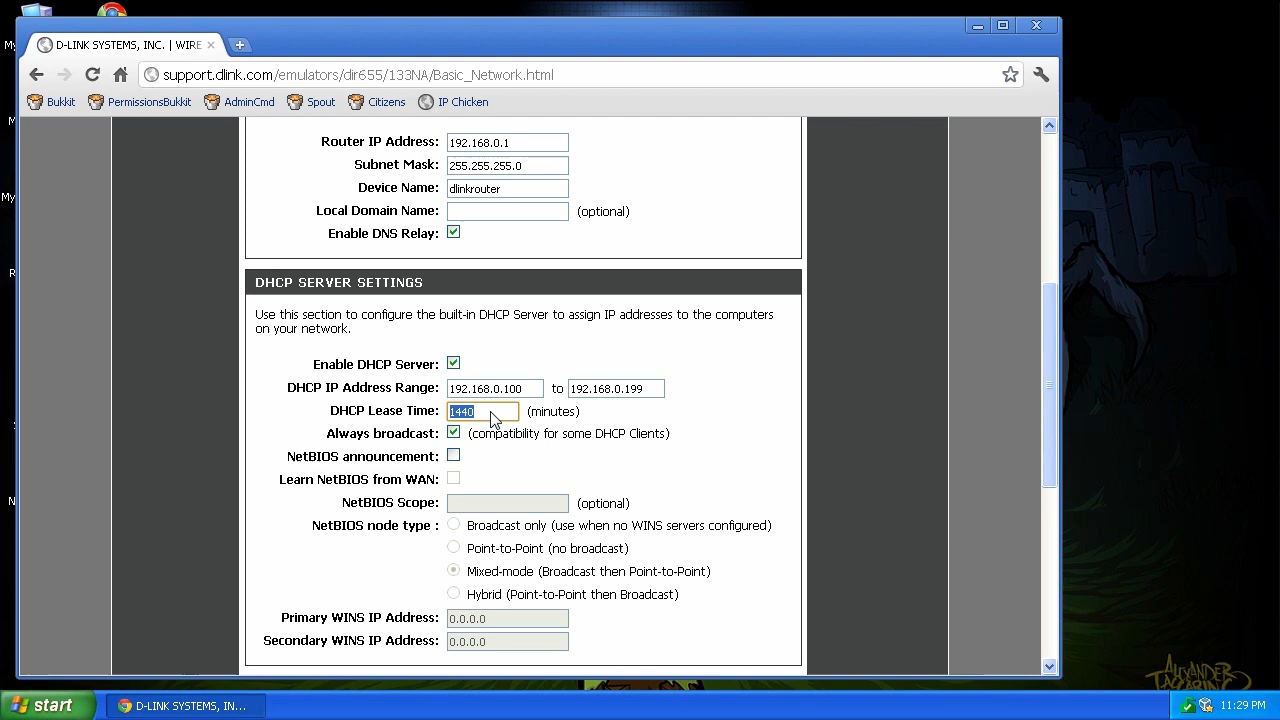 D-LINK SYSTEMS, INC. | WIRE
support.dlink.com/emulators/dir655/133NA/Basic_Network.html
Bukkit PermissionsBukkit AdminCmd Spout Citizens IP Chicken
Router IP Address: 192.168.0.1
Subnet Mask: 255.255.255.0
Device Name: dlinkrouter
Local Domain Name: (optional)
Enable DNS Relay:
DHCP SERVER SETTINGS
Use this section to configure the built-in DHCP Server to assign IP addresses to the computers
on your network.
Enable DHCP Server:
DHCP IP Address Range: 192.168.0.100 to 192.168.0.199
DHCP Lease Time: 1440 (minutes)
Always broadcast: (compatibility for some DHCP Clients)
NetBIOS announcement:
Learn NetBIOS from WAN:
NetBIOS Scope: (optional)
NetBIOS node type : Broadcast only (use when no WINS servers configured)
Point-to-Point (no broadcast)
Mixed-mode (Broadcast then Point-to-Point)
Hybrid (Point-to-Point then Broadcast)
Primary WINS IP Address: 0.0.0.0
Secondary WINS IP Address: 0.0.0.0
start D-LINK SYSTEMS, IN... 11:29 PM